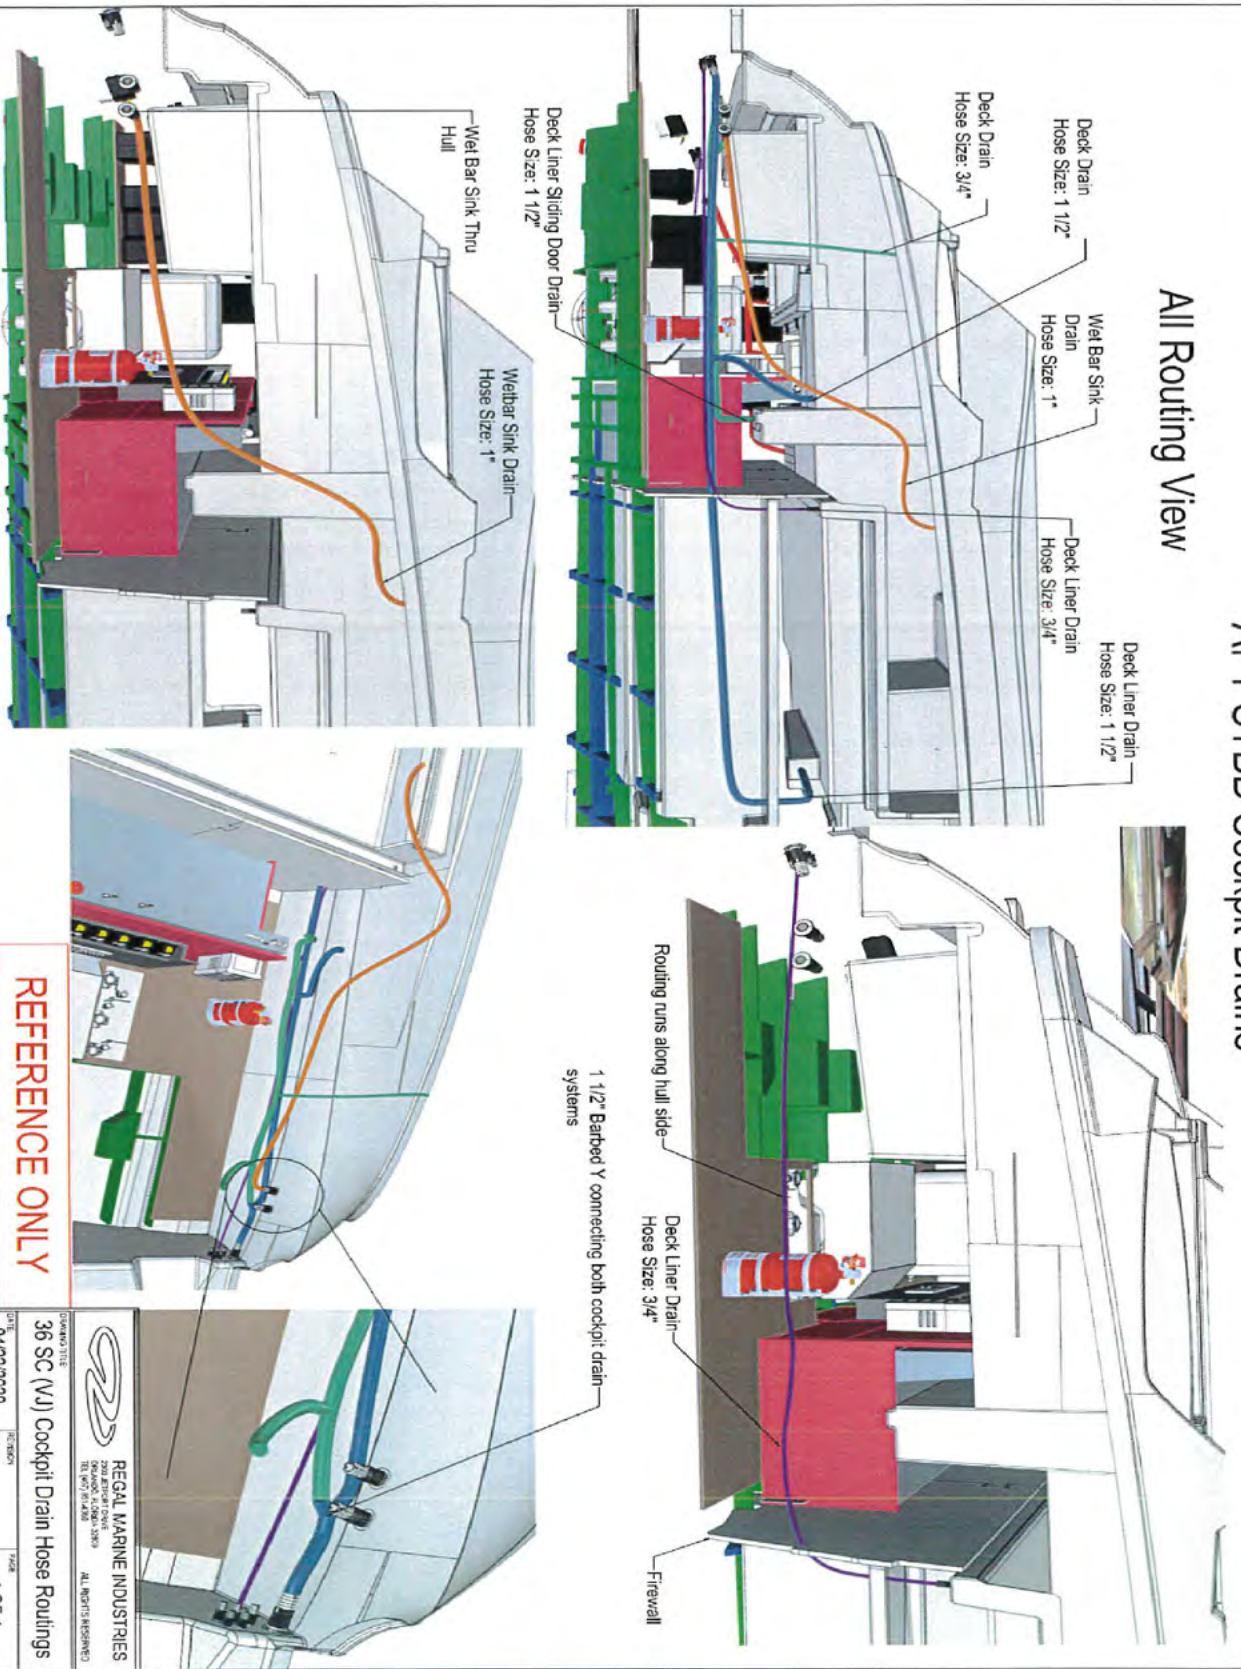 All Routing View
Deck Drain
Hose Size: 3/4"
Deck Drain
Hose Size: 1 1/2"
Wet Bar Sink
Drain
Hose Size: 1"
Deck Liner Drain
Hose Size: 3/4"
Deck Liner Drain
Hose Size: 1 1/2"
Deck Liner Sliding Door Drain
Hose Size: 1 1/2"
Wet Bar Sink Thru
Hull
Wetbar Sink Drain
Hose Size: 1"
Routing runs along hull side
Deck Liner Drain
Hose Size: 3/4"
Firewall
1 1/2" Barbed Y connecting both cockpit drain
systems
REFERENCE ONLY
REGAL MARINE INDUSTRIES
ALL RIGHTS RESERVED
DRAWING TITLE
36 SC (VJ) Cockpit Drain Hose Routings
DATE
REVISION
PAGE